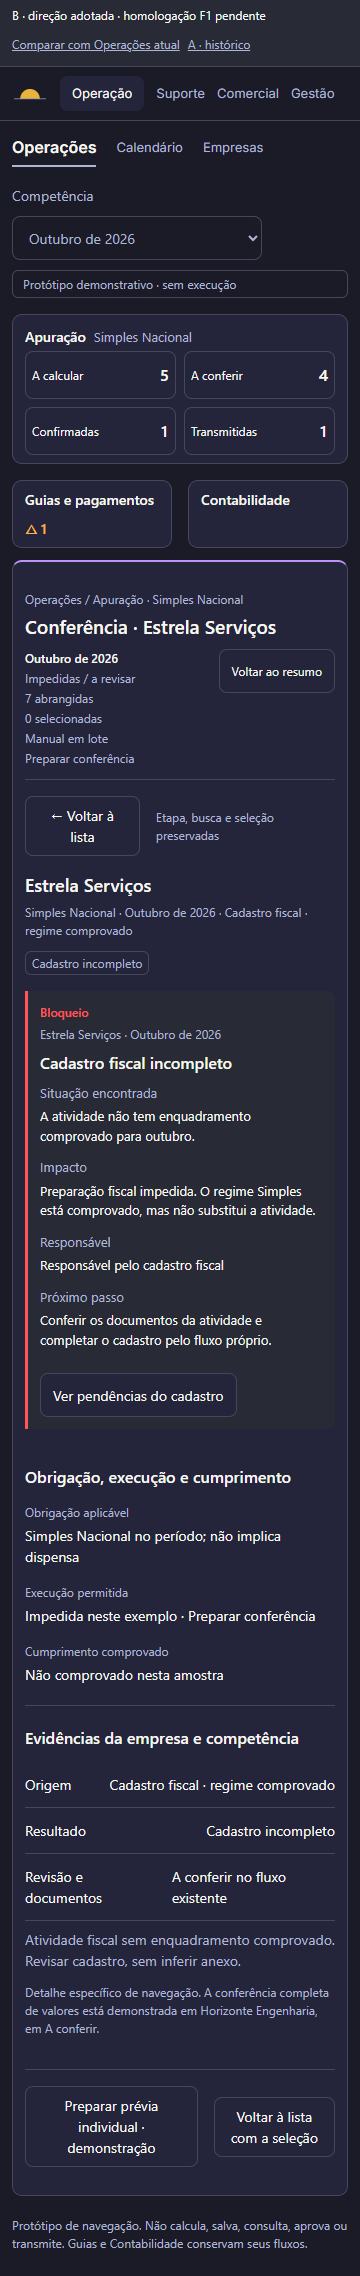 B · direção adotada · homologação F1 pendente
Comparar com Operações atual A · histórico
Operação Suporte Comercial Gestão
Operações Calendário Empresas
Competência
Outubro de 2026
Protótipo demonstrativo · sem execução
Apuração Simples Nacional
A calcular 5 A conferir 4
Confirmadas 1 Transmitidas 1
Guias e pagamentos Contabilidade
△ 1
Operações / Apuração · Simples Nacional
Conferência · Estrela Serviços
Outubro de 2026
Impedidas / a revisar
7 abrangidas
0 selecionadas
Manual em lote
Preparar conferência
Voltar ao resumo
← Voltar à
lista
Etapa, busca e seleção
preservadas
Estrela Serviços
Simples Nacional · Outubro de 2026 · Cadastro fiscal ·
regime comprovado
Cadastro incompleto
Bloqueio
Estrela Serviços · Outubro de 2026
Cadastro fiscal incompleto
Situação encontrada
A atividade não tem enquadramento
comprovado para outubro.
Impacto
Preparação fiscal impedida. O regime Simples
está comprovado, mas não substitui a atividade.
Responsável
Responsável pelo cadastro fiscal
Próximo passo
Conferir os documentos da atividade e
completar o cadastro pelo fluxo próprio.
Ver pendências do cadastro
Obrigação, execução e cumprimento
Obrigação aplicável
Simples Nacional no período; não implica
dispensa
Execução permitida
Impedida neste exemplo · Preparar conferência
Cumprimento comprovado
Não comprovado nesta amostra
Evidências da empresa e competência
Origem Cadastro fiscal · regime comprovado
Resultado Cadastro incompleto
Revisão e
documentos
A conferir no fluxo
existente
Atividade fiscal sem enquadramento comprovado.
Revisar cadastro, sem inferir anexo.
Detalhe específico de navegação. A conferência completa
de valores está demonstrada em Horizonte Engenharia,
em A conferir.
Preparar prévia
individual ·
demonstração
Voltar à lista
com a seleção
Protótipo de navegação. Não calcula, salva, consulta, aprova ou
transmite. Guias e Contabilidade conservam seus fluxos.